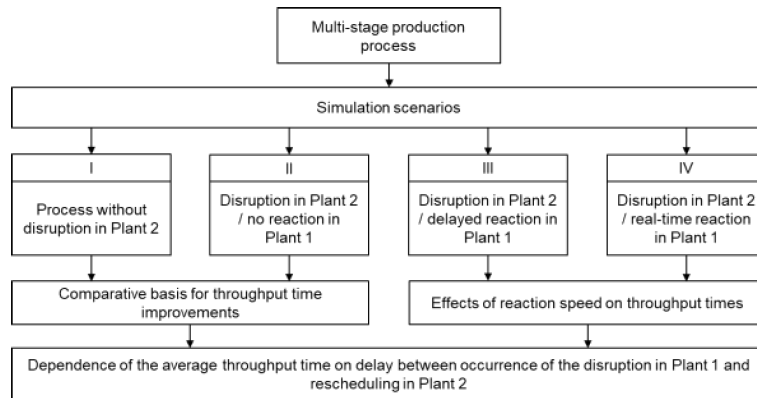 Multi-stage production
process
Simulation scenarios
I
Process without
disruption in Plant 2
II
Disruption in Plant 2
/ no reaction in
Plant 1
III
Disruption in Plant 2
/ delayed reaction in
Plant 1
IV
Disruption in Plant 2
/ real-time reaction
in Plant 1
Comparative basis for throughput time
improvements
Effects of reaction speed on throughput times
Dependence of the average throughput time on delay between occurrence of the disruption in Plant 1 and
rescheduling in Plant 2